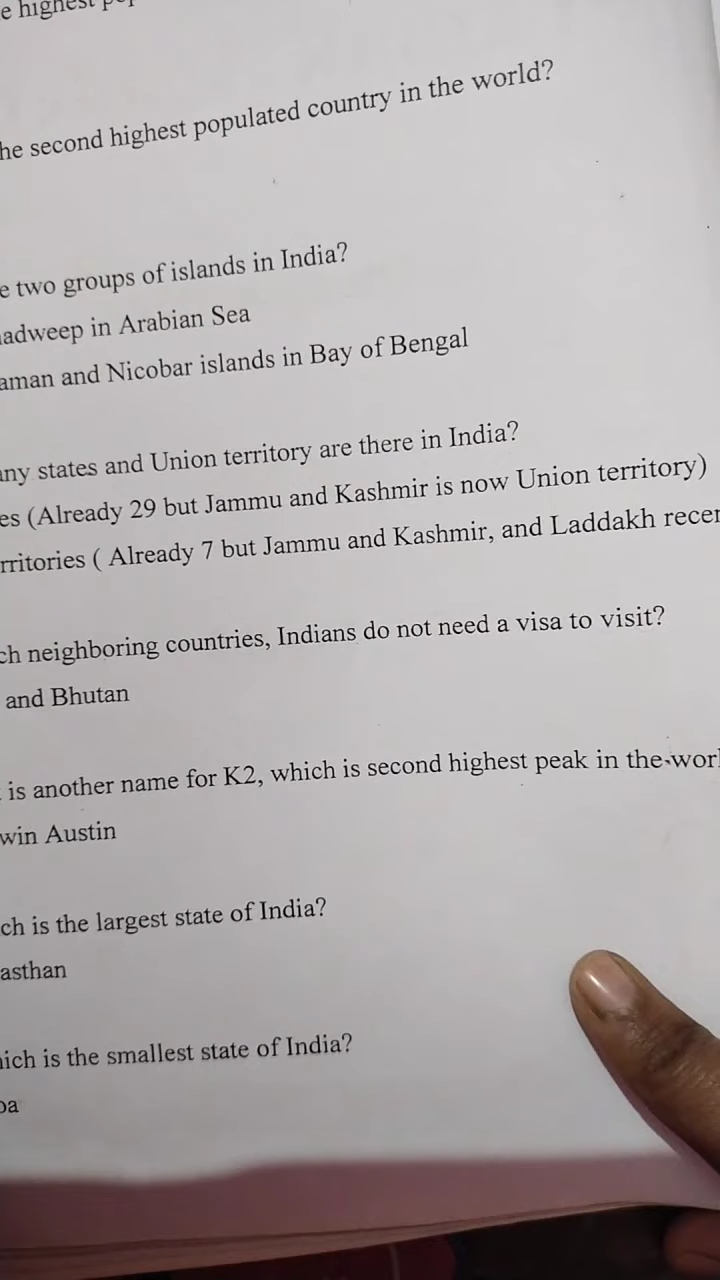 e highest
he second highest populated country in the world?
e two groups of islands in India?
adweep in Arabian Sea
aman and Nicobar islands in Bay of Bengal
any states and Union territory are there in India?
es (Already 29 but Jammu and Kashmir is now Union territory)
rritories ( Already 7 but Jammu and Kashmir, and Laddakh recen
ch neighboring countries, Indians do not need a visa to visit?
and Bhutan
is another name for K2, which is second highest peak in the worl
win Austin
ch is the largest state of India?
asthan
hich is the smallest state of India?
oa